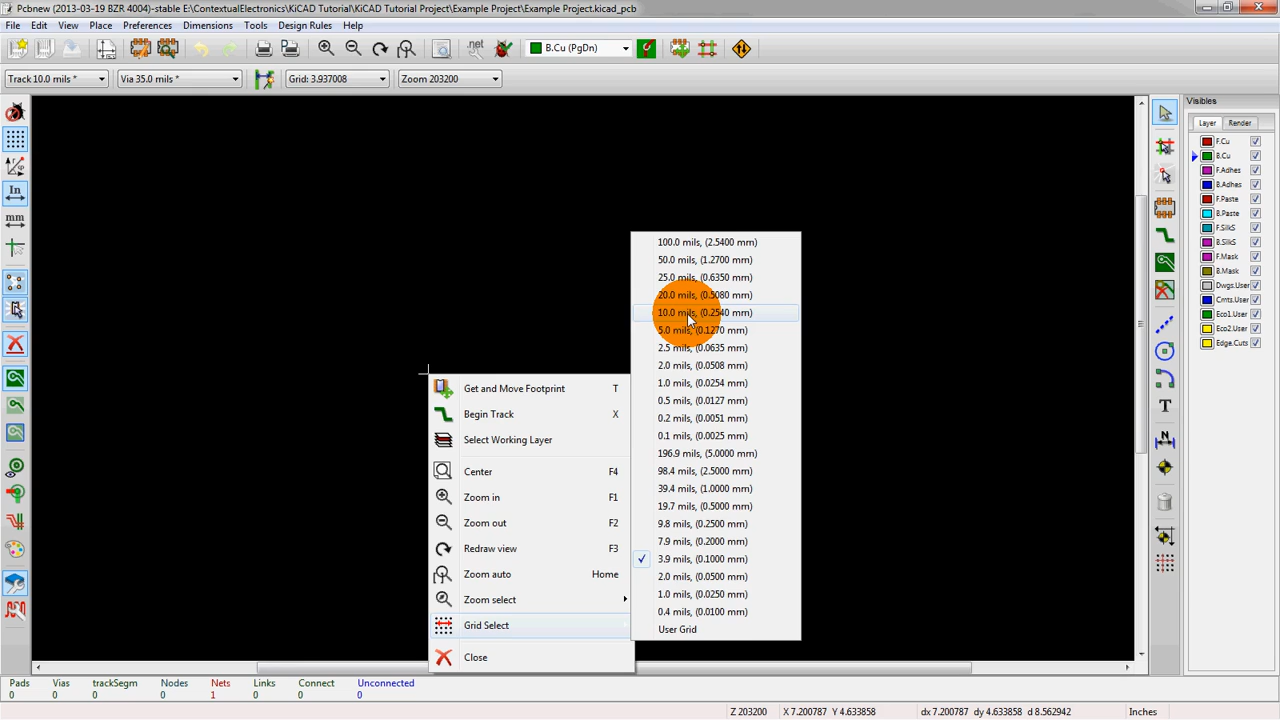 Pcbnew (2013-03-19 BZR 4004)-stable E:\ContextualElectronics\KiCAD Tutorial\KiCAD Tutorial Project\Example Project\Example Project.kicad_pcb
File Edit View Place Preferences Dimensions Tools Design Rules Help
.net B.Cu (PgDn)
Track 10.0 mils * Via 35.0 mils * Grid: 3.937008 Zoom 203200
Visibles
Layer Render
F.Cu
B.Cu
F.Adhes
B.Adhes
F.Paste
B.Paste
F.SilkS
B.SilkS
F.Mask
B.Mask
Dwgs.User
Cmts.User
Eco1.User
Eco2.User
Edge.Cuts
In
mm
100.0 mils, (2.5400 mm)
50.0 mils, (1.2700 mm)
25.0 mils, (0.6350 mm)
20.0 mils, (0.5080 mm)
10.0 mils, (0.2540 mm)
5.0 mils, (0.1270 mm)
2.5 mils, (0.0635 mm)
2.0 mils, (0.0508 mm)
1.0 mils, (0.0254 mm)
0.5 mils, (0.0127 mm)
0.2 mils, (0.0051 mm)
0.1 mils, (0.0025 mm)
196.9 mils, (5.0000 mm)
98.4 mils, (2.5000 mm)
39.4 mils, (1.0000 mm)
19.7 mils, (0.5000 mm)
9.8 mils, (0.2500 mm)
7.9 mils, (0.2000 mm)
3.9 mils, (0.1000 mm)
2.0 mils, (0.0500 mm)
1.0 mils, (0.0250 mm)
0.4 mils, (0.0100 mm)
User Grid
Get and Move Footprint T
Begin Track X
Select Working Layer
Center F4
Zoom in F1
Zoom out F2
Redraw view F3
Zoom auto Home
Zoom select
Grid Select
Close
T
N
Pads Vias trackSegm Nodes Nets Links Connect Unconnected
0 0 0 0 1 0 0 0
Z 203200 X 7.200787 Y 4.633858 dx 7.200787 dy 4.633858 d 8.562942 Inches